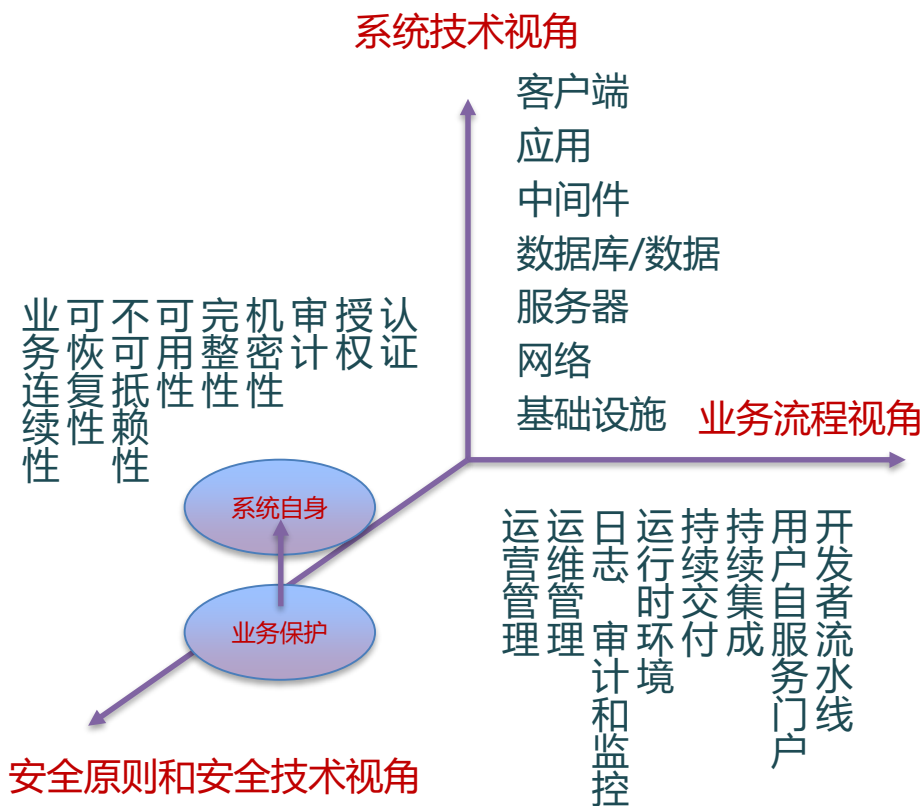 系统技术视角
客户端
应用
中间件
数据库/数据
服务器
网络
基础设施
业务流程视角
业务连续性
可恢复性
不可抵赖性
可用性
完整性
机密性
审计
授权
认证
系统自身
业务保护
运营管理
运维管理
日志 审计和监控
运行时环境
持续交付
持续集成
用户自服务门户
开发者流水线
安全原则和安全技术视角